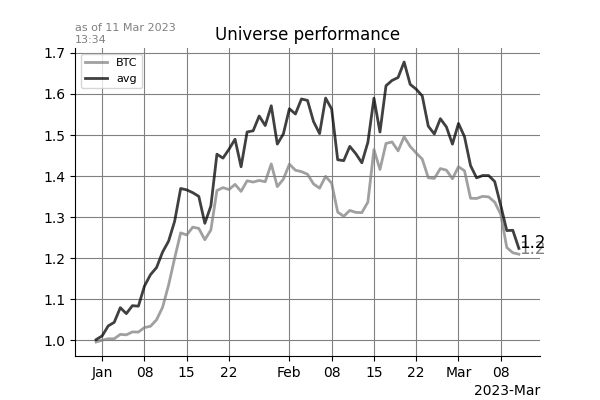 as of 11 Mar 2023
13:34
Universe performance
BTC
avg
1.7
1.6
1.5
1.4
1.3
1.2
1.1
1.0
1.2
1.2
Jan 08 15 22 Feb 08 15 22 Mar 08
2023-Mar